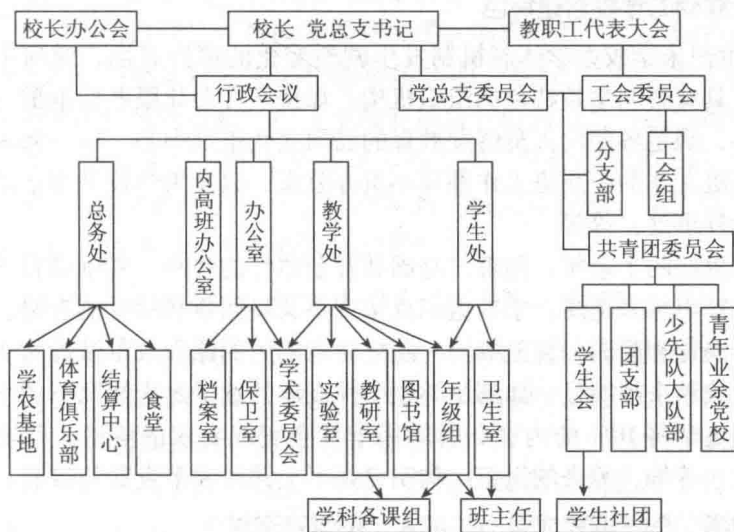 校长办公会
校长 党总支书记
教职工代表大会
行政会议
党总支委员会
工会委员会
分支部
工会组
总务处
内高班办公室
办公室
教学处
学生处
共青团委员会
学农基地
体育俱乐部
结算中心
食堂
档案室
保卫室
学术委员会
实验室
教研室
图书馆
年级组
卫生室
学生会
团支部
少先队大队部
青年业余党校
学科备课组
班主任
学生社团